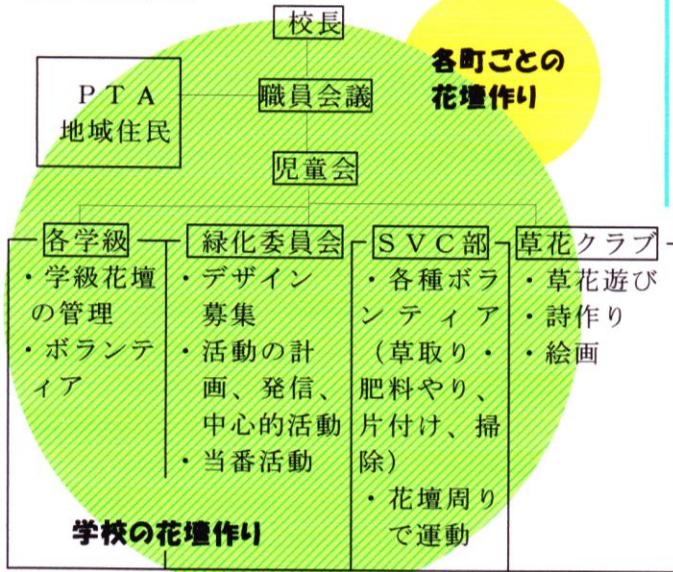 校長
各町ごとの
花壇作り
PTA
地域住民
職員会議
児童会
各学級
・学級花壇
の管理
・ボランテ
ィア
緑化委員会
・デザイン
募集
・活動の計
画、発信、
中心的活動
・当番活動
SVC部
・各種ボラ
ンティア
(草取り・
肥料やり、
片付け、掃
除)
・花壇周り
で運動
草花クラブ
・草花遊び
・詩作り
・絵画
学校の花壇作り